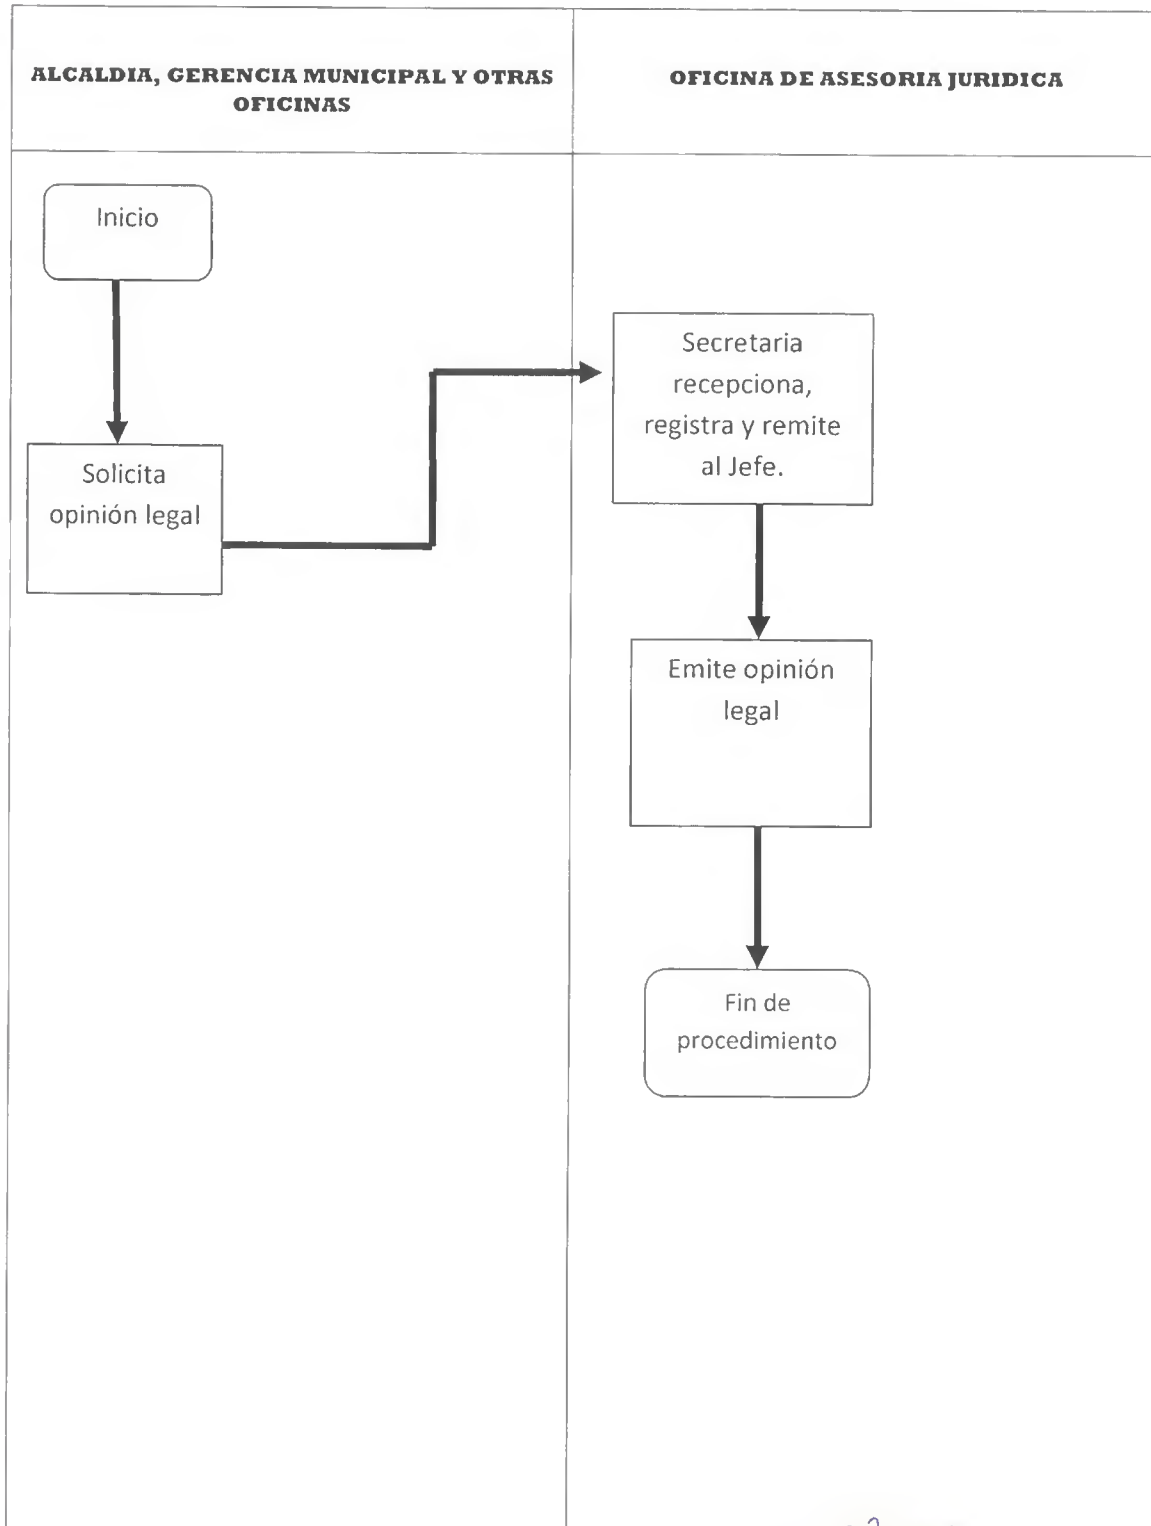 ALCALDIA, GERENCIA MUNICIPAL Y OTRAS
OFICINAS
OFICINA DE ASESORIA JURIDICA
Inicio
Solicita
opinión legal
Secretaria
recepciona,
registra y remite
al Jefe.
Emite opinión
legal
Fin de
procedimiento